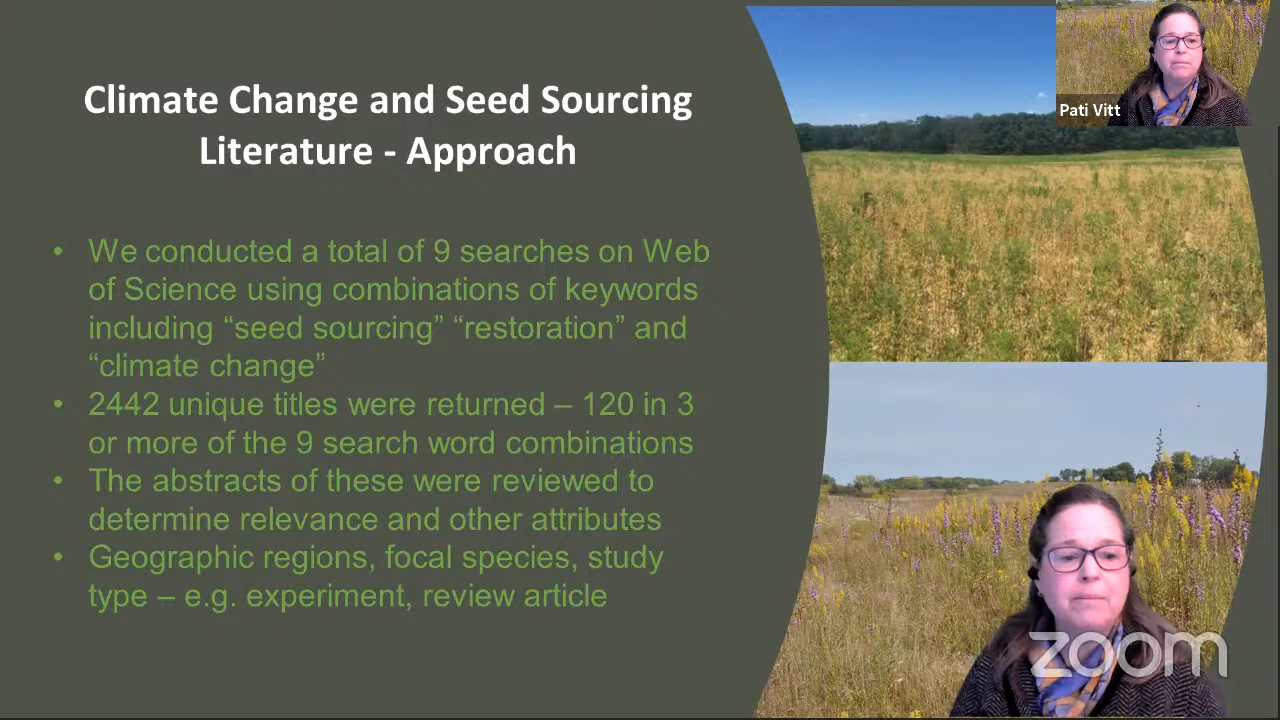 Climate Change and Seed Sourcing
Literature - Approach
• We conducted a total of 9 searches on Web
of Science using combinations of keywords
including “seed sourcing” “restoration” and
“climate change”
• 2442 unique titles were returned – 120 in 3
or more of the 9 search word combinations
• The abstracts of these were reviewed to
determine relevance and other attributes
• Geographic regions, focal species, study
type – e.g. experiment, review article
Pati Vitt
zoom